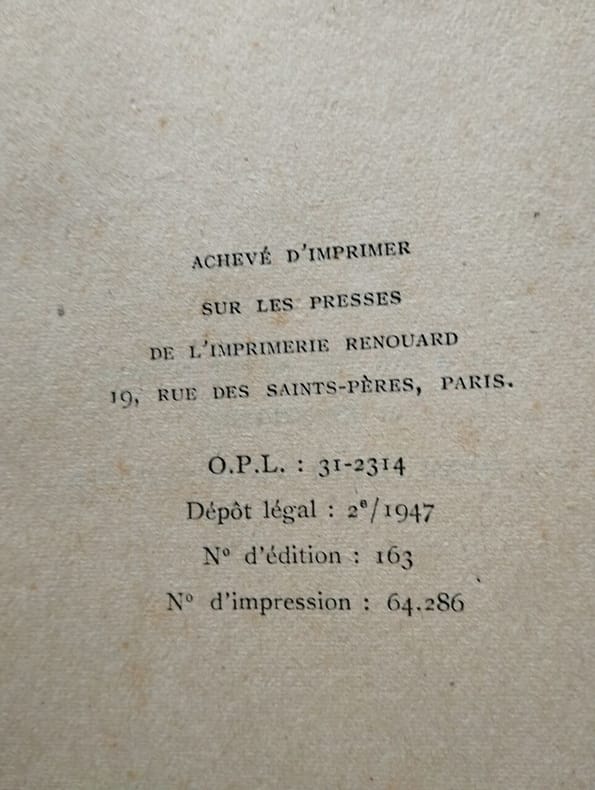 ACHEVÉ D'IMPRIMER
SUR LES PRESSES
DE L'IMPRIMERIE RENOUARD
19, RUE DES SAINTS-PÈRES, PARIS.
O.P.L. : 31-2314
Dépôt légal : 2ᵉ/1947
Nº d'édition : 163
Nº d'impression : 64.286